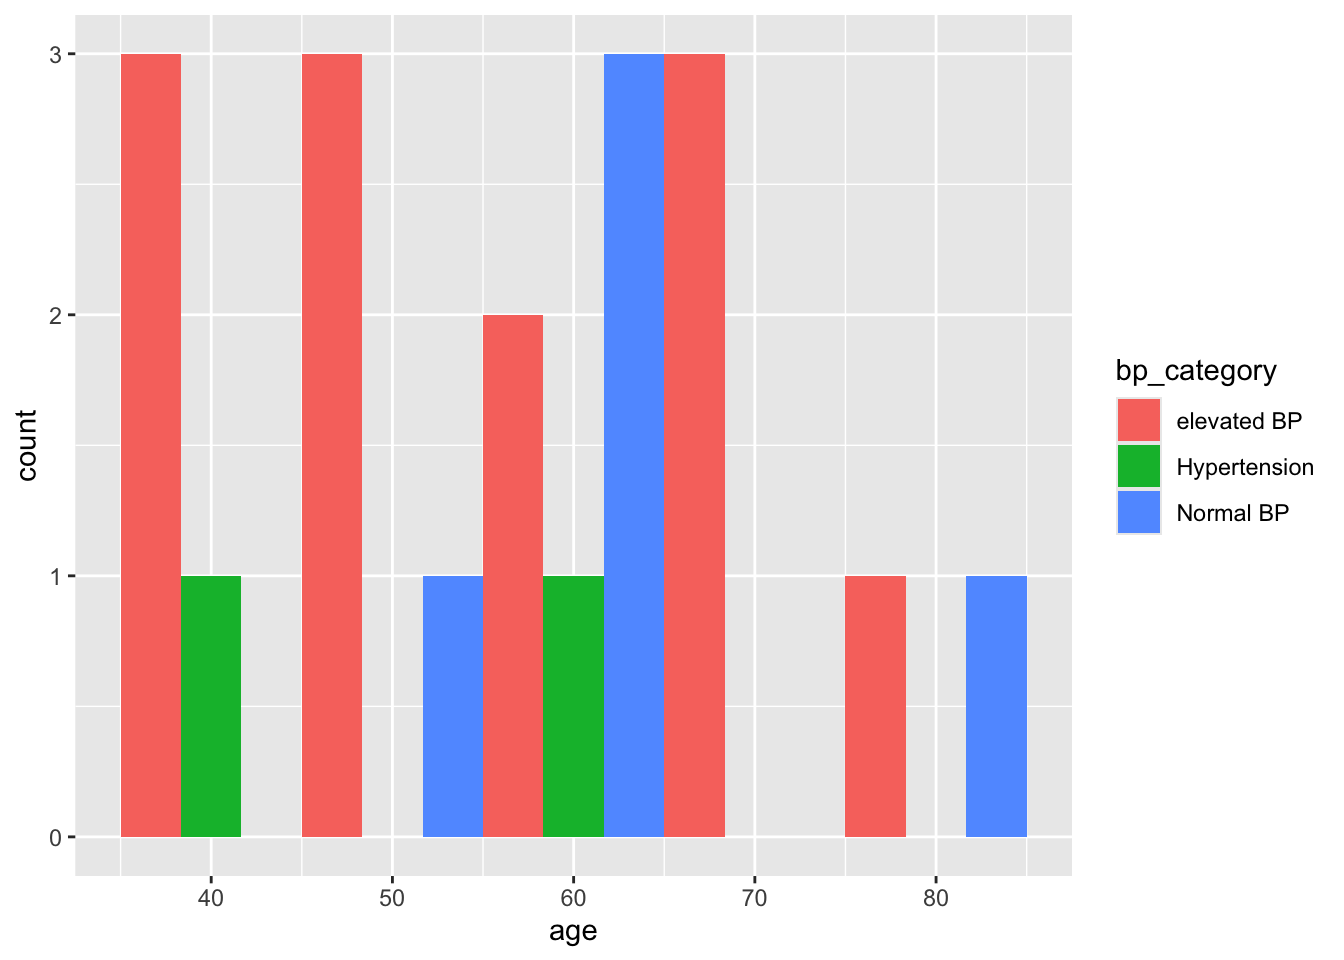 3
2
1
0
count
40 50 60 70 80
age
bp_category
elevated BP
Hypertension
Normal BP